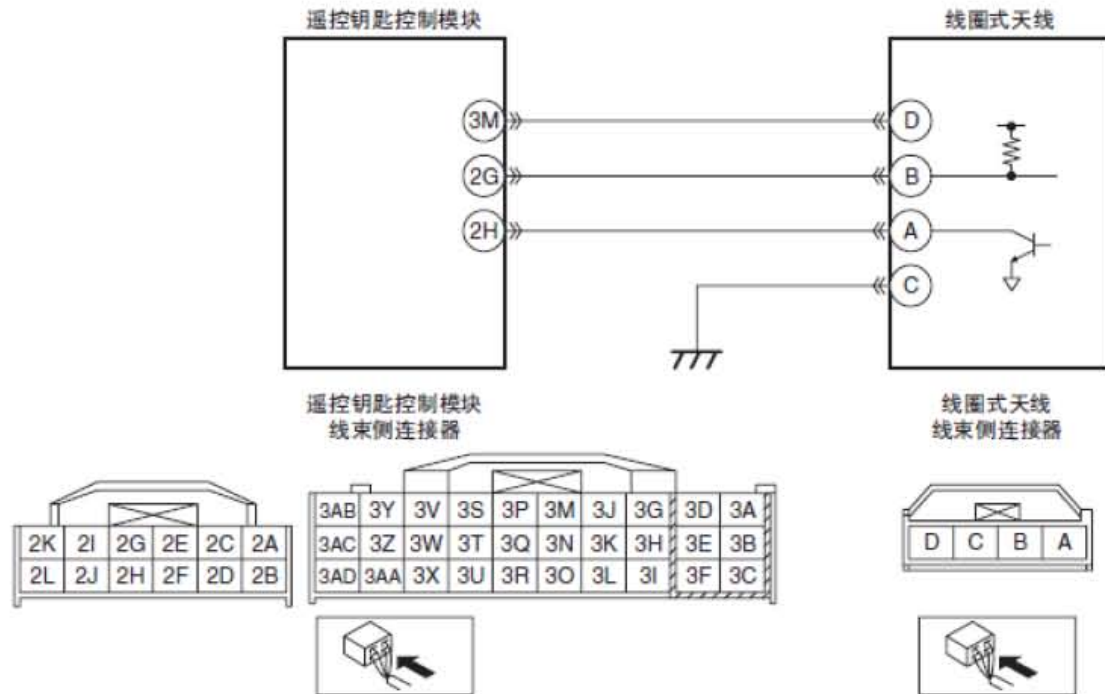 遥控钥匙控制模块
线圈式天线
3M
D
2G
B
2H
A
C
遥控钥匙控制模块
线束侧连接器
线圈式天线
线束侧连接器
2K 2I 2G 2E 2C 2A
2L 2J 2H 2F 2D 2B
3AB 3Y 3V 3S 3P 3M 3J 3G 3D 3A
3AC 3Z 3W 3T 3Q 3N 3K 3H 3E 3B
3AD 3AA 3X 3U 3R 3O 3L 3I 3F 3C
D C B A